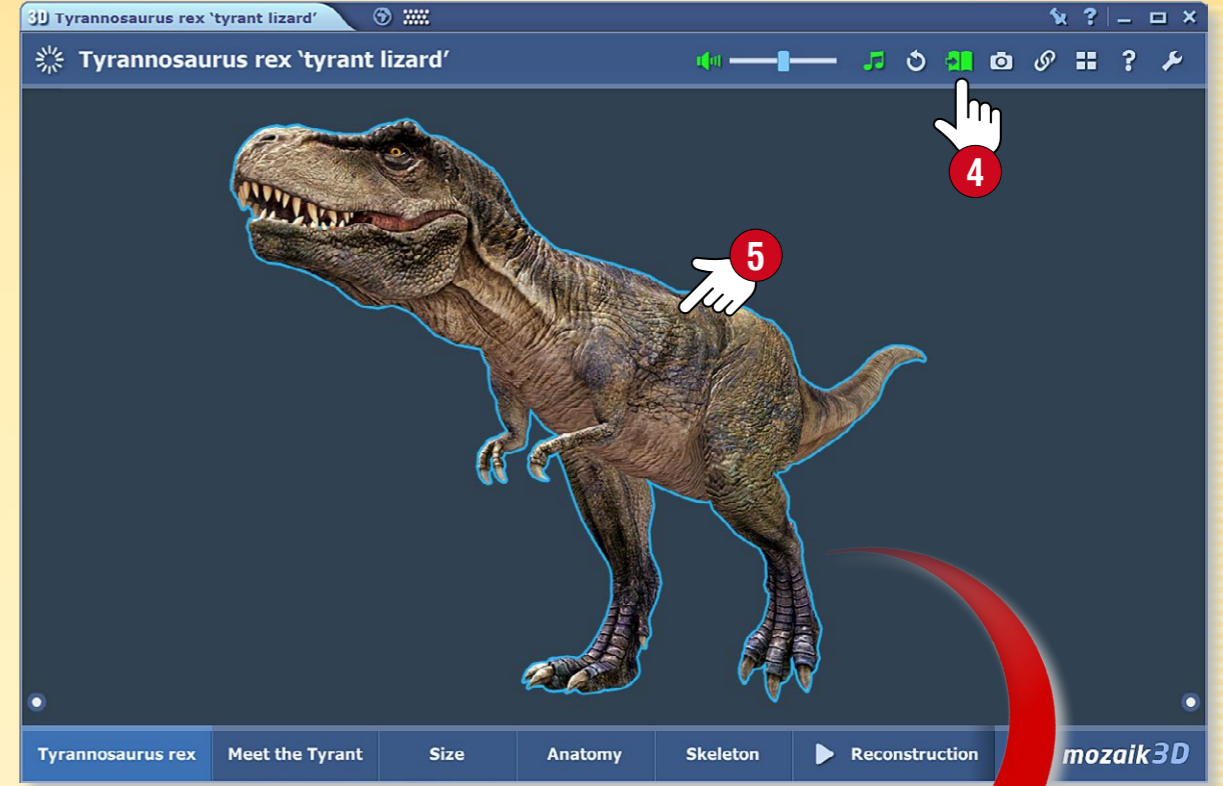 3D Tyrannosaurus rex ‘tyrant lizard’
?
Tyrannosaurus rex ‘tyrant lizard’
?
4
5
Tyrannosaurus rex
Meet the Tyrant
Size
Anatomy
Skeleton
Reconstruction
mozaik3D